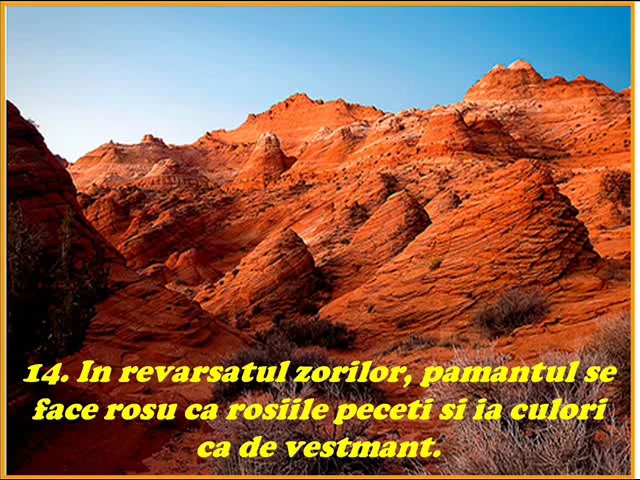 14. In revarsatul zorilor, pamantul se
face rosu ca rosiile peceti si ia culori
ca de vestmant.